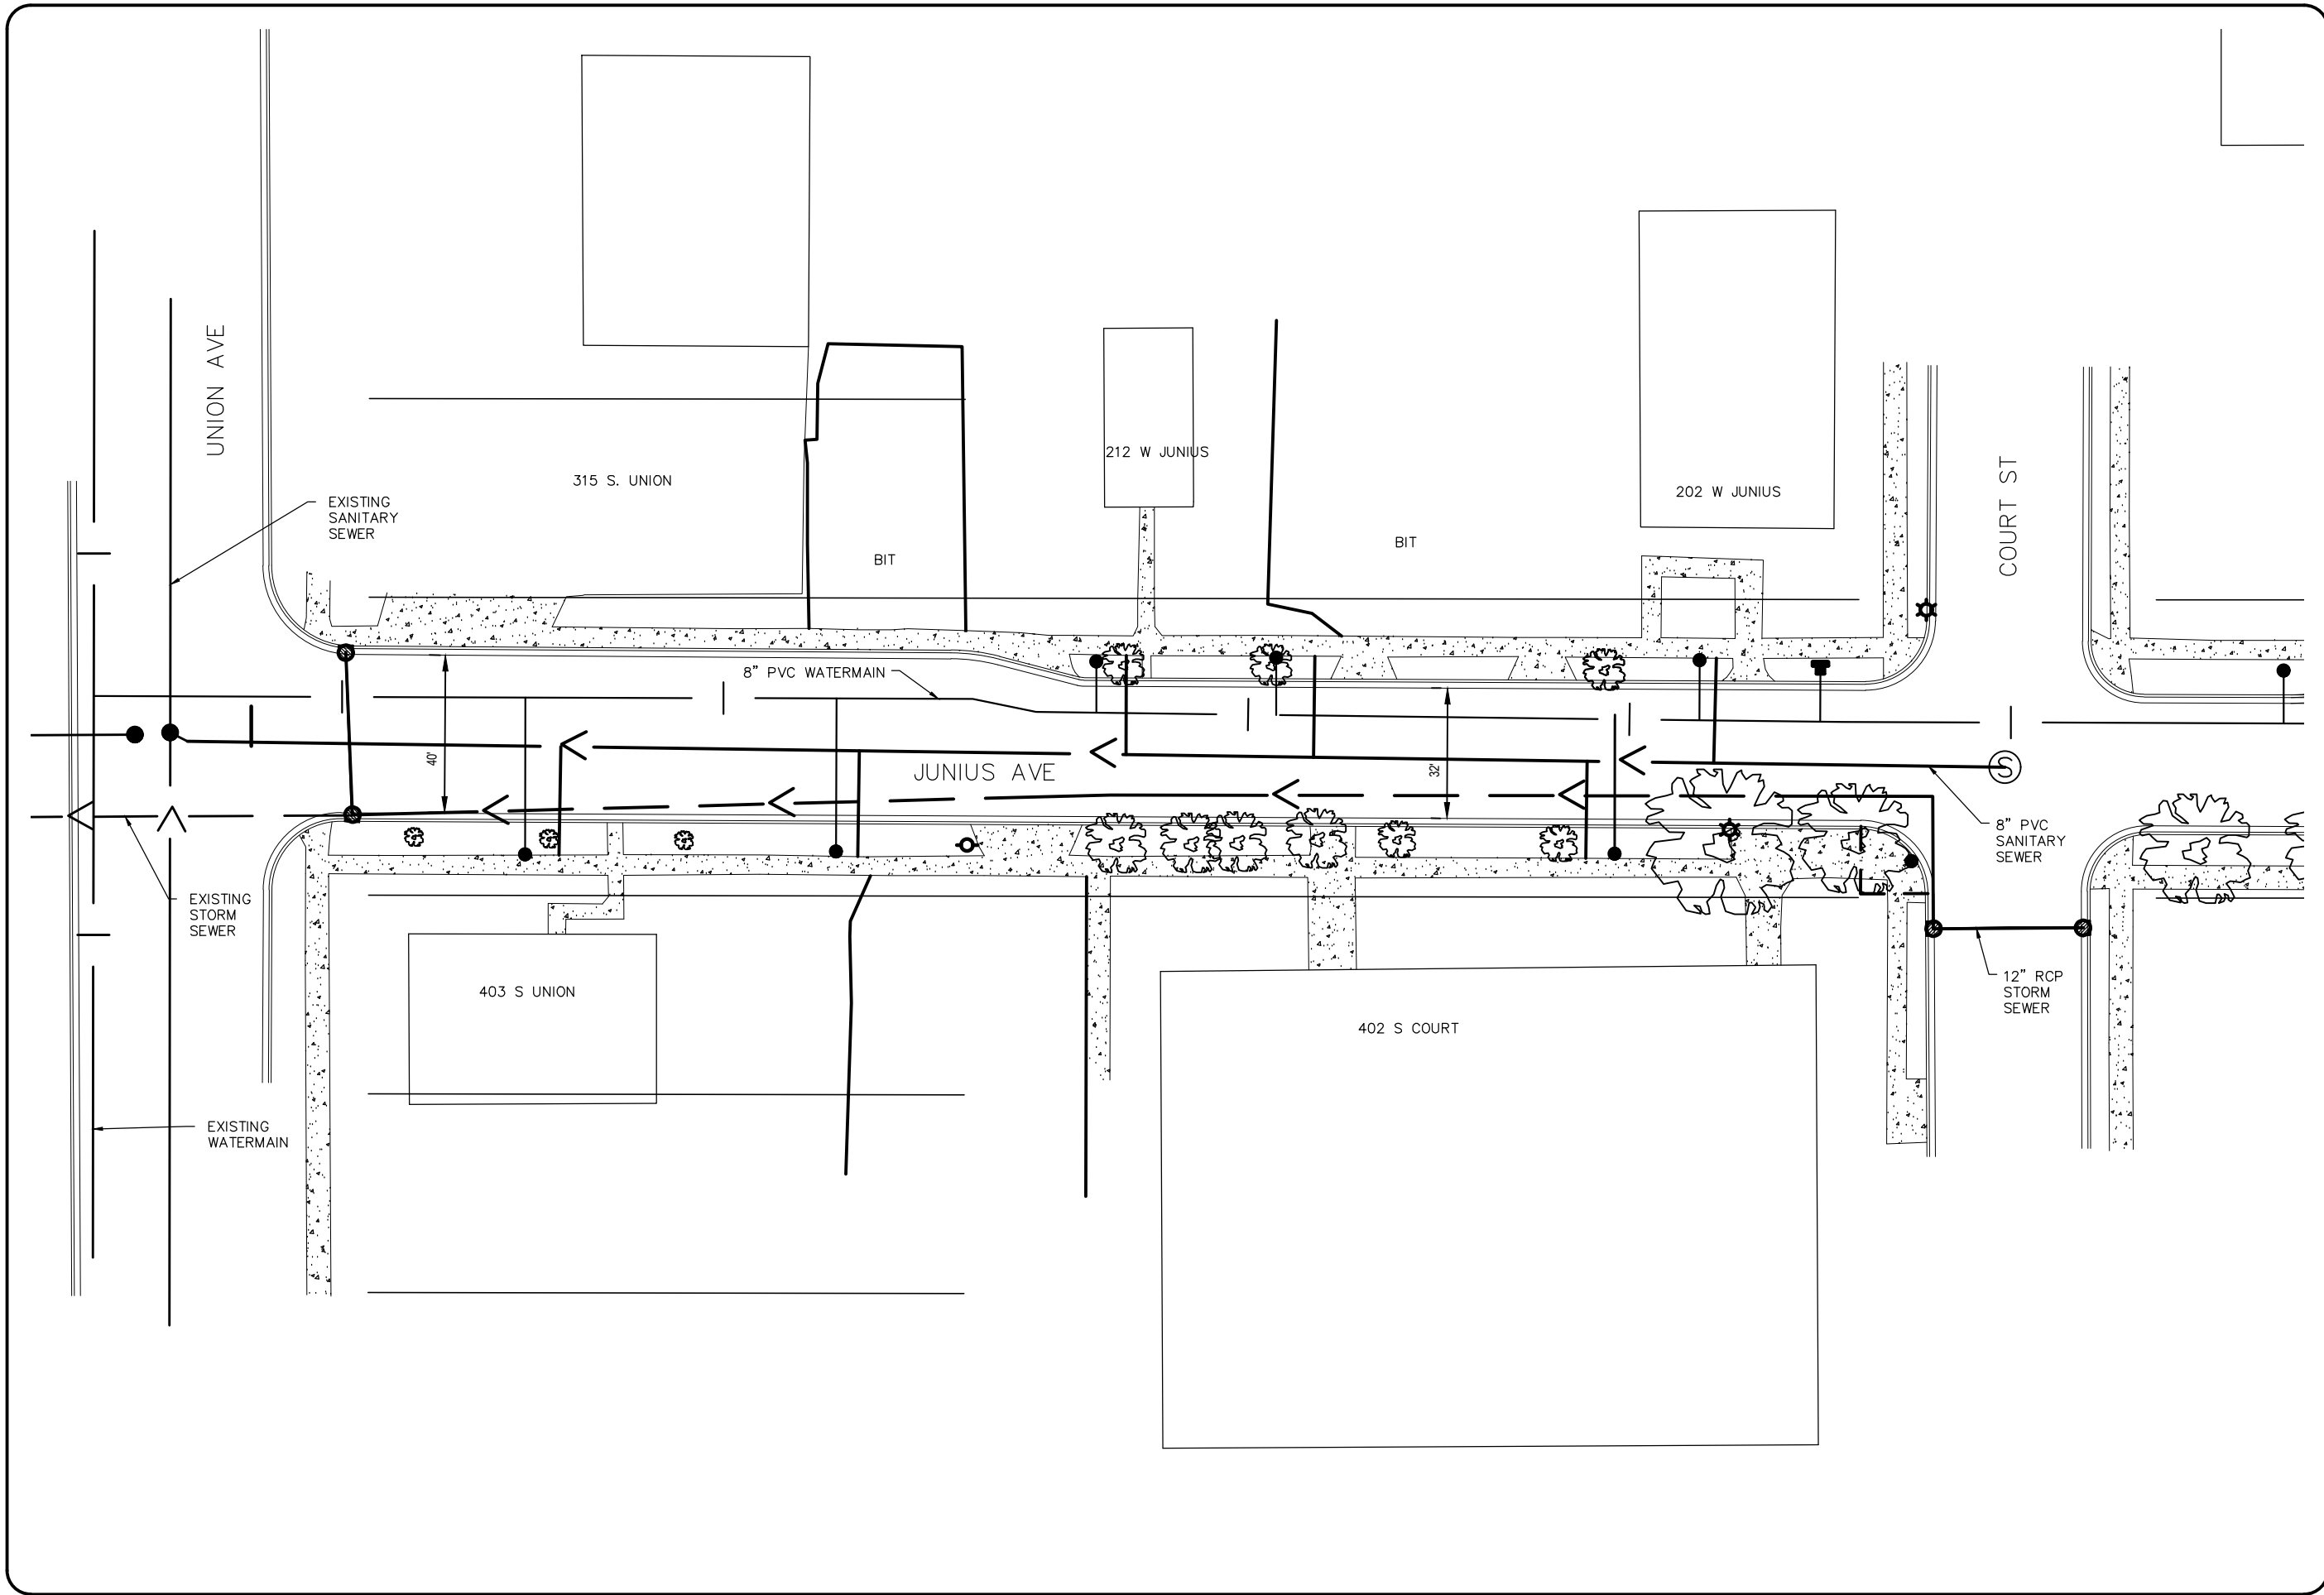 UNION AVE
212 W JUNIUS
315 S. UNION
202 W JUNIUS
COURT ST
EXISTING
SANITARY
SEWER
BIT
BIT
8" PVC WATERMAIN
40'
JUNIUS AVE
32'
S
8" PVC
SANITARY
SEWER
EXISTING
STORM
SEWER
403 S UNION
12" RCP
STORM
SEWER
402 S COURT
EXISTING
WATERMAIN